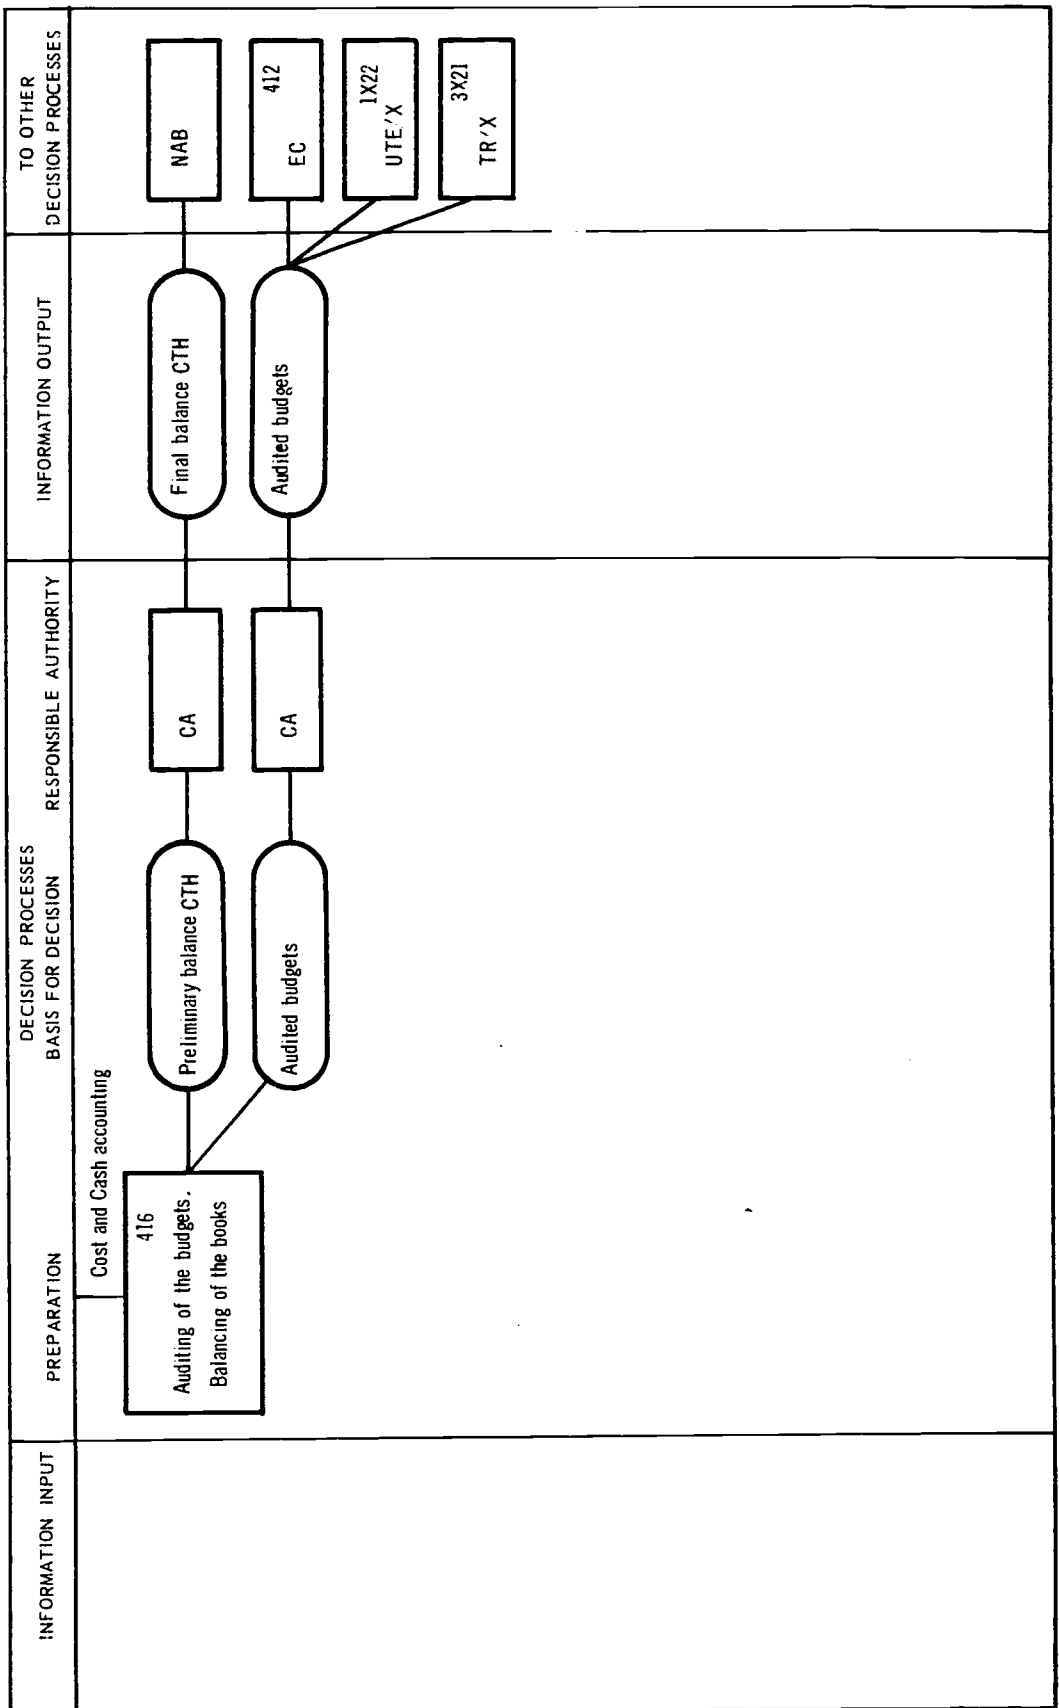 INFORMATION INPUT
DECISION PROCESSES
PREPARATION
BASIS FOR DECISION
RESPONSIBLE AUTHORITY
INFORMATION OUTPUT
TO OTHER
DECISION PROCESSES
Cost and Cash accounting
416
Auditing of the budgets.
Balancing of the books
Preliminary balance CTH
CA
Final balance CTH
NAB
Audited budgets
CA
Audited budgets
412
EC
1X22
UTE/X
3X21
TR/X